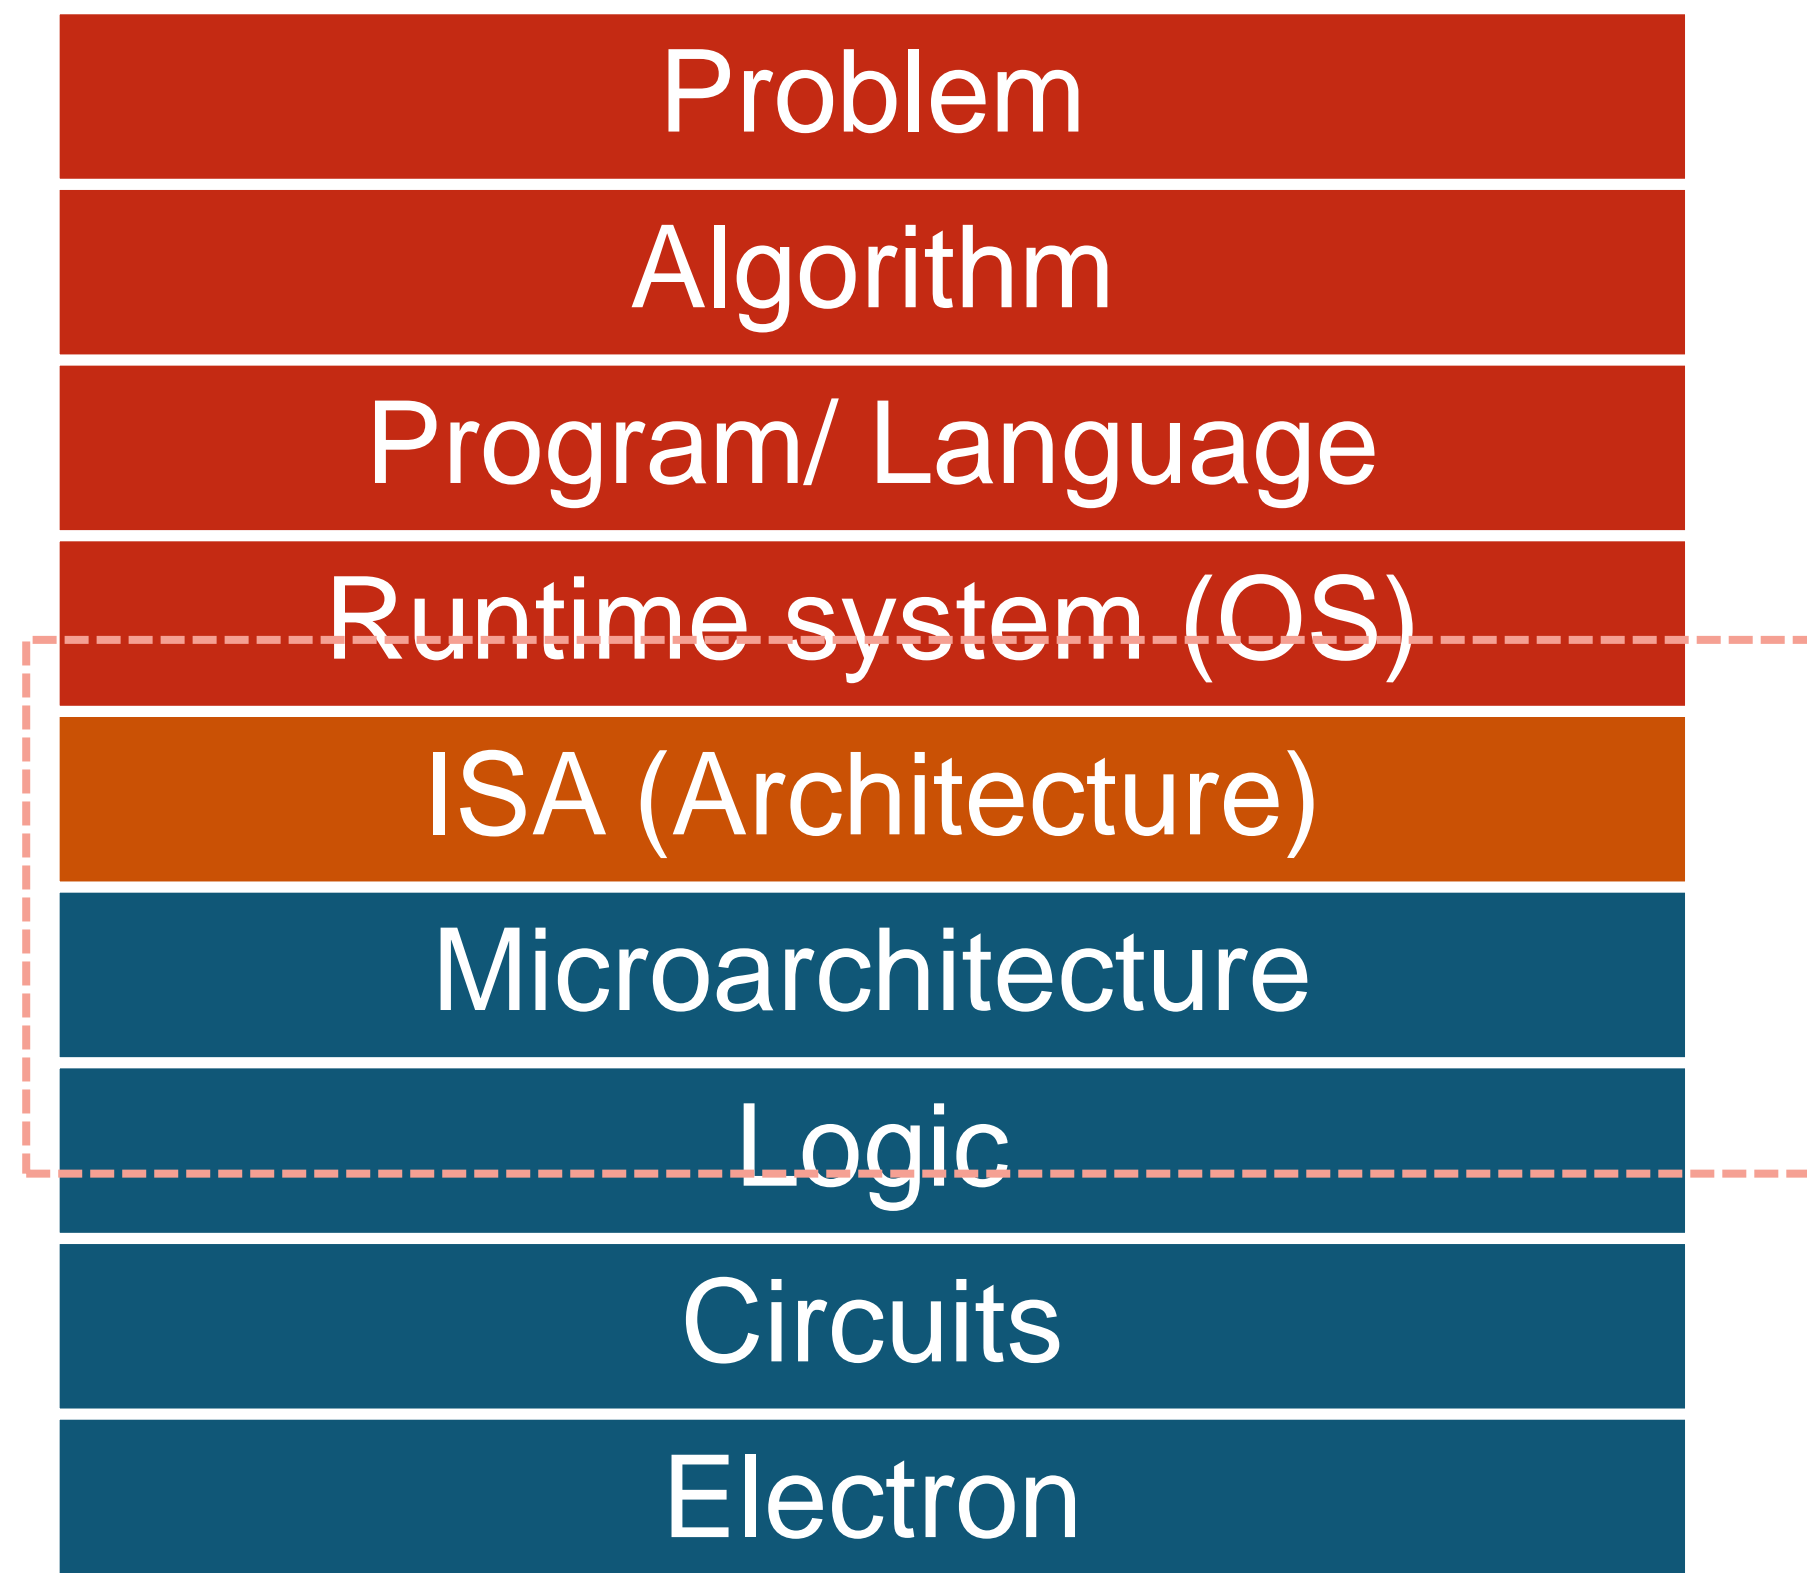 Problem
Algorithm
Program/ Language
Runtime system (OS)
ISA (Architecture)
Microarchitecture
Logic
Circuits
Electron